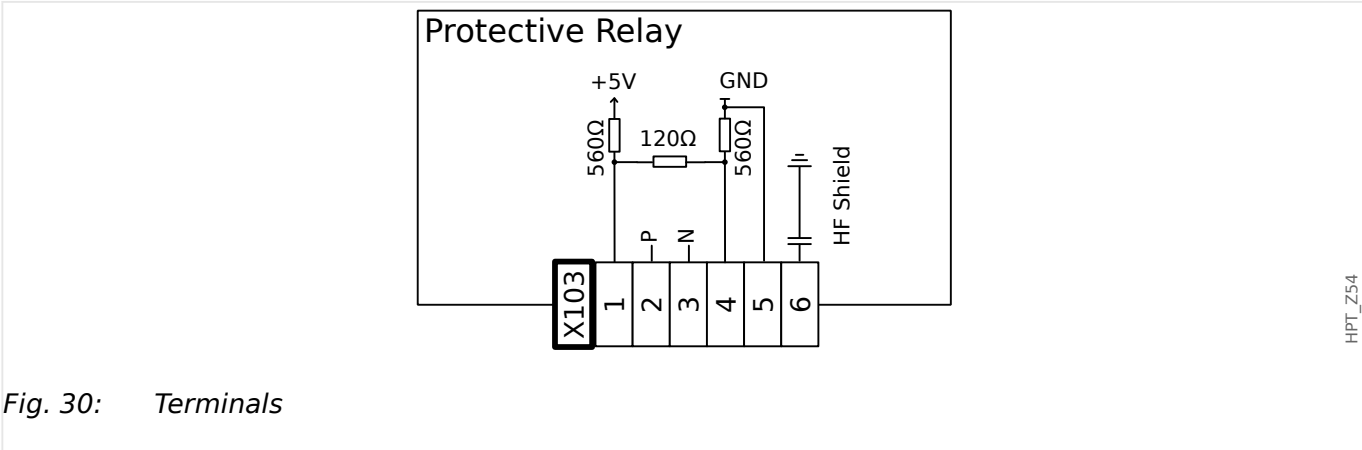 Protective Relay
+5V
GND
560Ω
120Ω
560Ω
HF Shield
P
N
X103
1
2
3
4
5
6
HPT_Z54
Fig. 30: Terminals